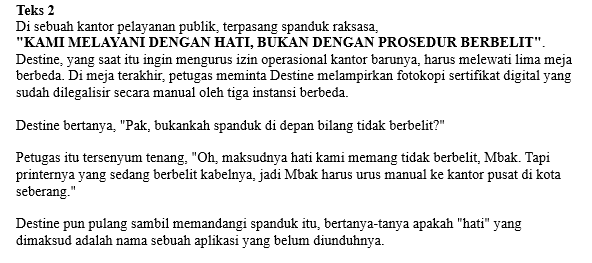 Teks 2
Di sebuah kantor pelayanan publik, terpasang spanduk raksasa,
"KAMI MELAYANI DENGAN HATI, BUKAN DENGAN PROSEDUR BERBELIT".
Destine, yang saat itu ingin mengurus izin operasional kantor barunya, harus melewati lima meja
berbeda. Di meja terakhir, petugas meminta Destine melampirkan fotokopi sertifikat digital yang
sudah dilegalisir secara manual oleh tiga instansi berbeda.
Destine bertanya, "Pak, bukankah spanduk di depan bilang tidak berbelit?"
Petugas itu tersenyum tenang, "Oh, maksudnya hati kami memang tidak berbelit, Mbak. Tapi
printernya yang sedang berbelit kabelnya, jadi Mbak harus urus manual ke kantor pusat di kota
seberang."
Destine pun pulang sambil memandangi spanduk itu, bertanya-tanya apakah "hati" yang
dimaksud adalah nama sebuah aplikasi yang belum diunduhnya.